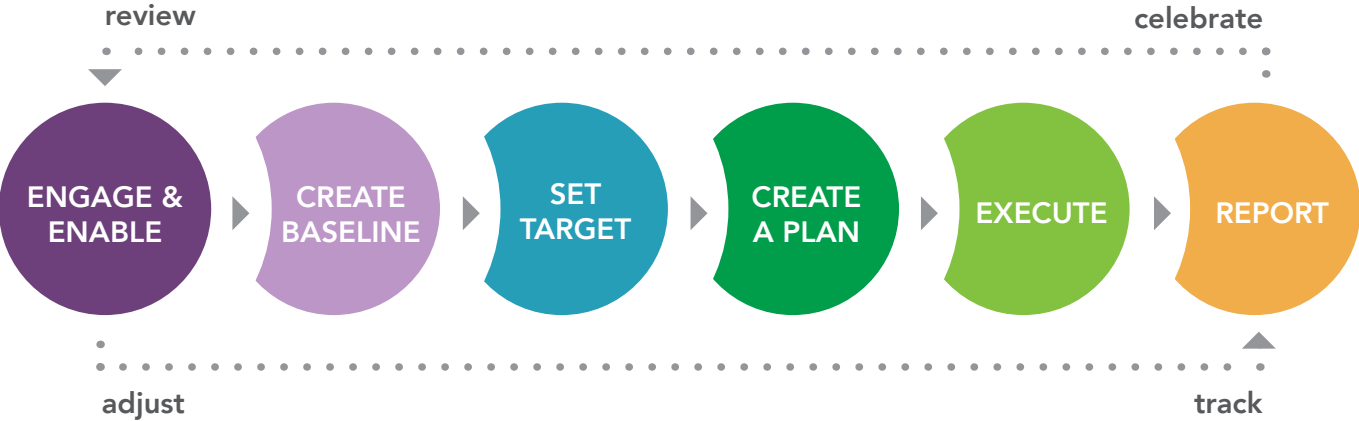 review
celebrate
ENGAGE &
ENABLE
CREATE
BASELINE
SET
TARGET
CREATE
A PLAN
EXECUTE
REPORT
adjust
track